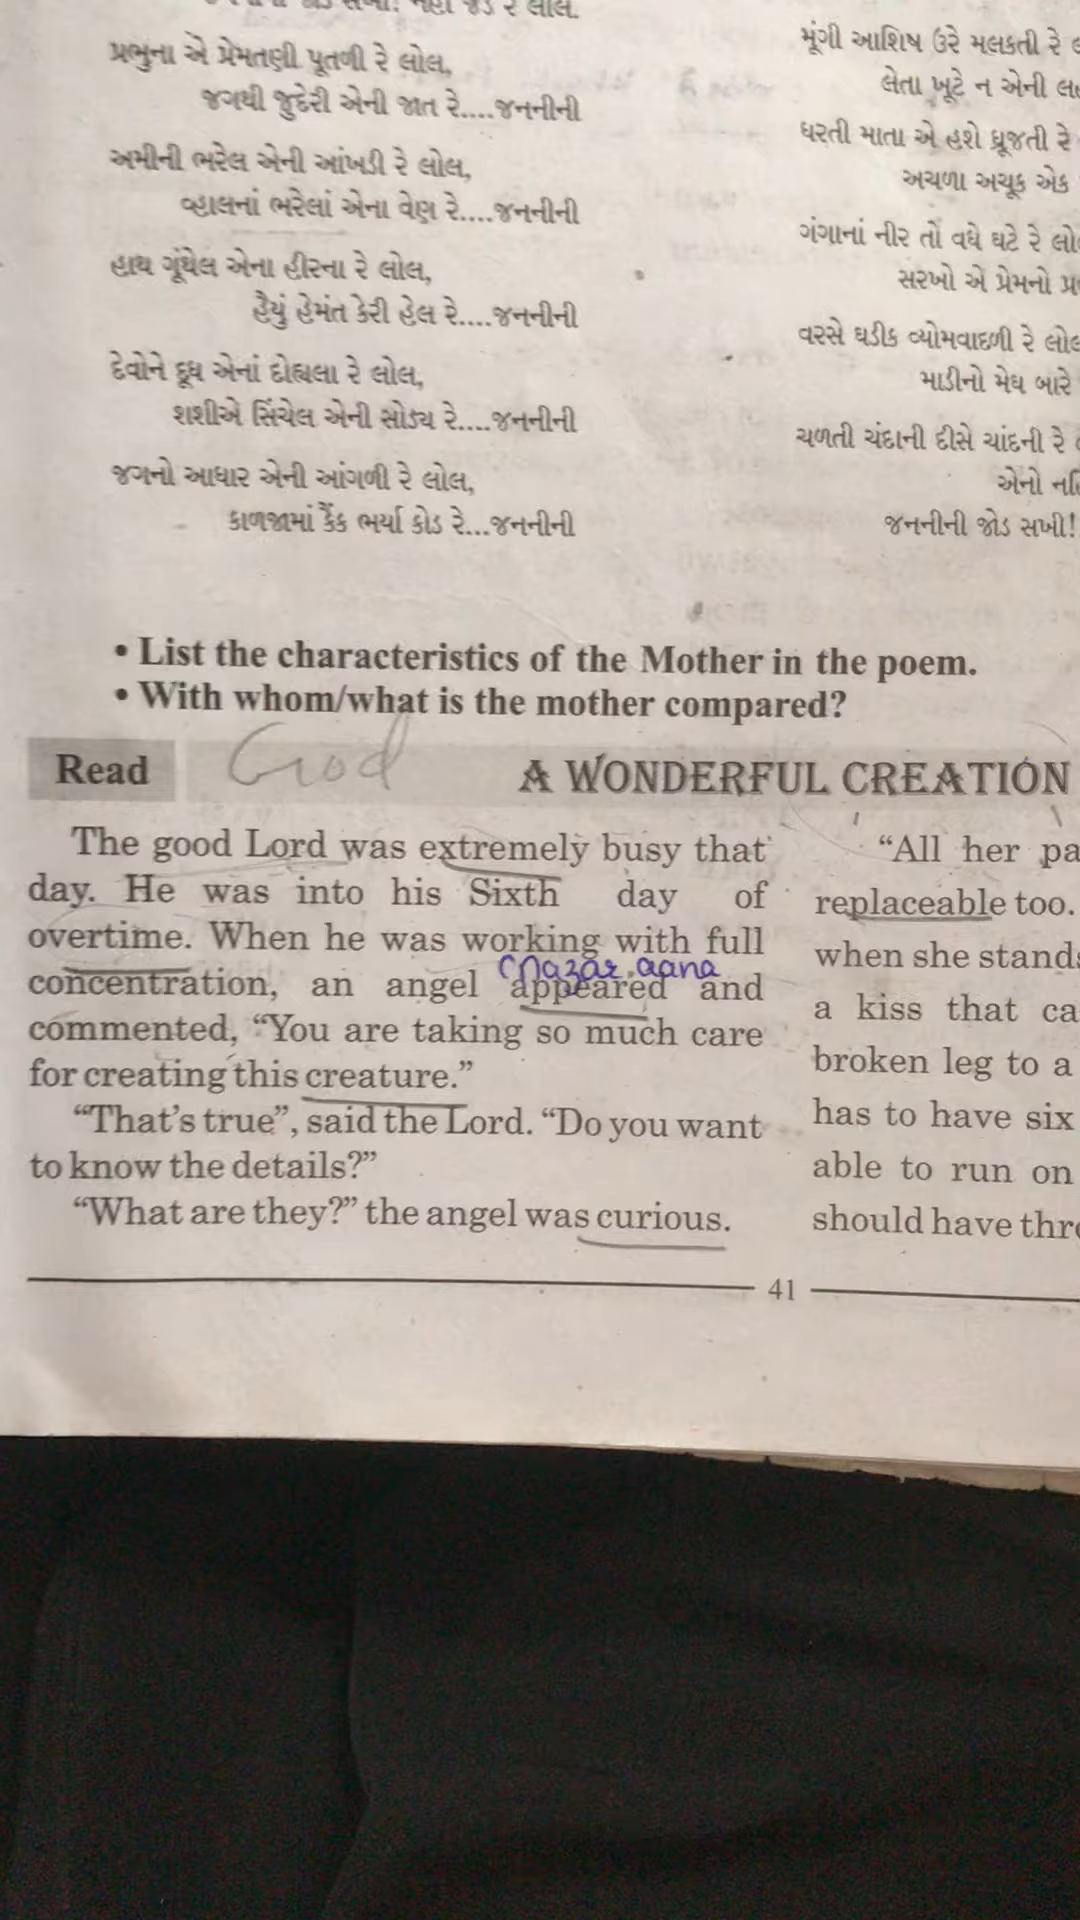 રે લોલ.
પ્રભુના એ પ્રેમતણી પૂતળી રે લોલ,
જગથી જુદેરી એની જાત રે....જનનીની
અમીની ભરેલ એની આંખડી રે લોલ,
વ્હાલનાં ભરેલાં એના વેણ રે....જનનીની
હાથ ગૂંથેલ એના હીરના રે લોલ,
હૈયું હેમંત કેરી હેલ રે....જનનીની
દેવોને દૂધ એનાં દોહ્યલા રે લોલ,
શશીએ સિંચેલ એની સોડ્ય રે....જનનીની
જગનો આધાર એની આંગળી રે લોલ,
કાળજામાં કૈંક ભર્યા કોડ રે...જનનીની
મૂંગી આશિષ ઉરે મલકતી રે
લેતા ખૂટે ન એની
ધરતી માતા એ હશે ધ્રૂજતી રે
અચળા અચૂક એક
ગંગાનાં નીર તો વધે ઘટે રે
સરખો એ પ્રેમનો
વરસે ઘડીક વ્યોમવાદળી રે
માડીનો મેઘ બારે
ચળતી ચંદાની દીસે ચાંદની રે
એનો
જનનીની જોડ સખી!
• List the characteristics of the Mother in the poem.
• With whom/what is the mother compared?
Read
God
A WONDERFUL CREATION
The good Lord was extremely busy that
day. He was into his Sixth day of
overtime. When he was working with full
(nazar aana
concentration, an angel appeared and
commented, “You are taking so much care
for creating this creature.”
“That’s true”, said the Lord. “Do you want
to know the details?”
“What are they?” the angel was curious.
“All her pa
replaceable too.
when she stands
a kiss that ca
broken leg to a
has to have six
able to run on
should have thre
41